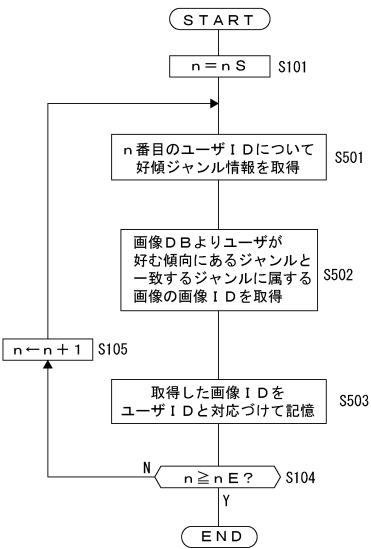 ＳＴＡＲＴ
ｎ＝ｎＳ
S101
ｎ番目のユーザＩＤについて
好傾ジャンル情報を取得
S501
画像ＤＢよりユーザが
好む傾向にあるジャンルと
一致するジャンルに属する
画像の画像ＩＤを取得
S502
ｎ←ｎ＋１
S105
取得した画像ＩＤを
ユーザＩＤと対応づけて記憶
S503
N
ｎ≧ｎＥ？
S104
Y
ＥＮＤ